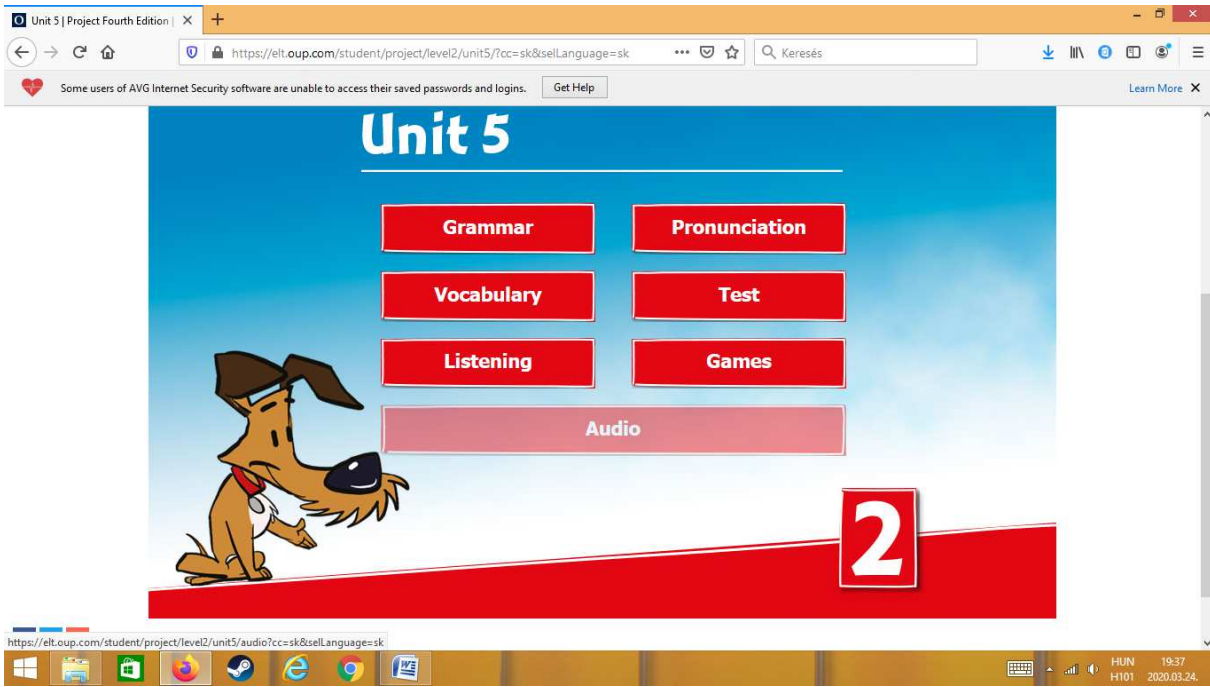 Unit 5 | Project Fourth Edition |
https://elt.oup.com/student/project/level2/unit5/?cc=sk&selLanguage=sk
Keresés
Some users of AVG Internet Security software are unable to access their saved passwords and logins. Get Help Learn More
Unit 5
Grammar Pronunciation
Vocabulary Test
Listening Games
Audio
2
https://elt.oup.com/student/project/level2/unit5/audio?cc=sk&selLanguage=sk
HUN 19:37
H101 2020.03.24.